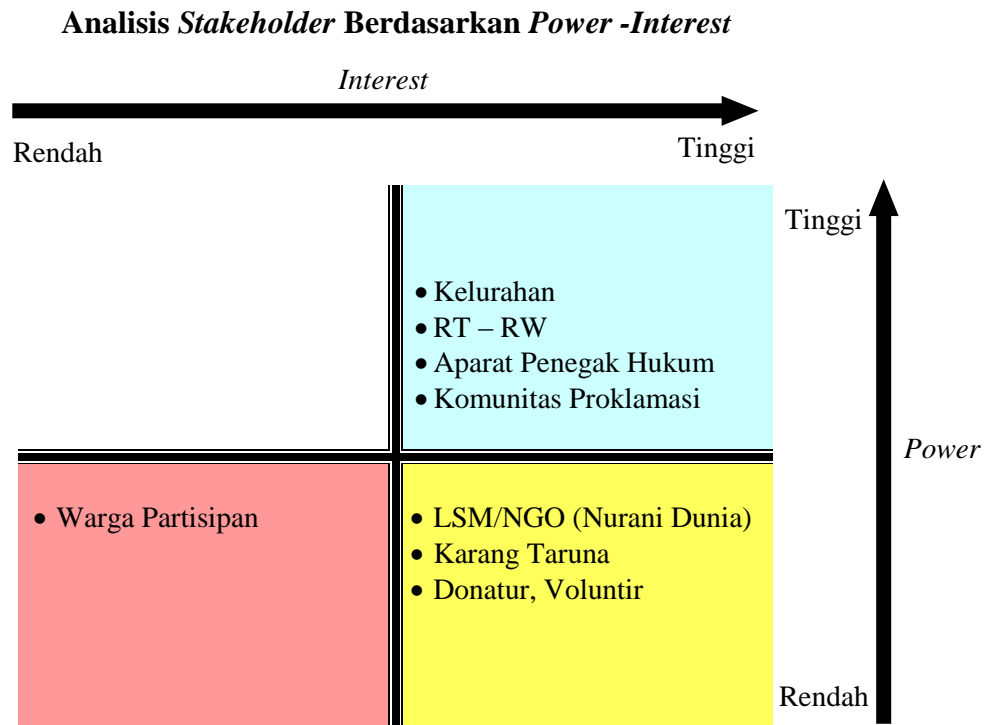 Analisis Stakeholder Berdasarkan Power -Interest
Interest
Rendah
Tinggi
Tinggi
• Kelurahan
• RT – RW
• Aparat Penegak Hukum
• Komunitas Proklamasi
Power
• Warga Partisipan
• LSM/NGO (Nurani Dunia)
• Karang Taruna
• Donatur, Voluntir
Rendah